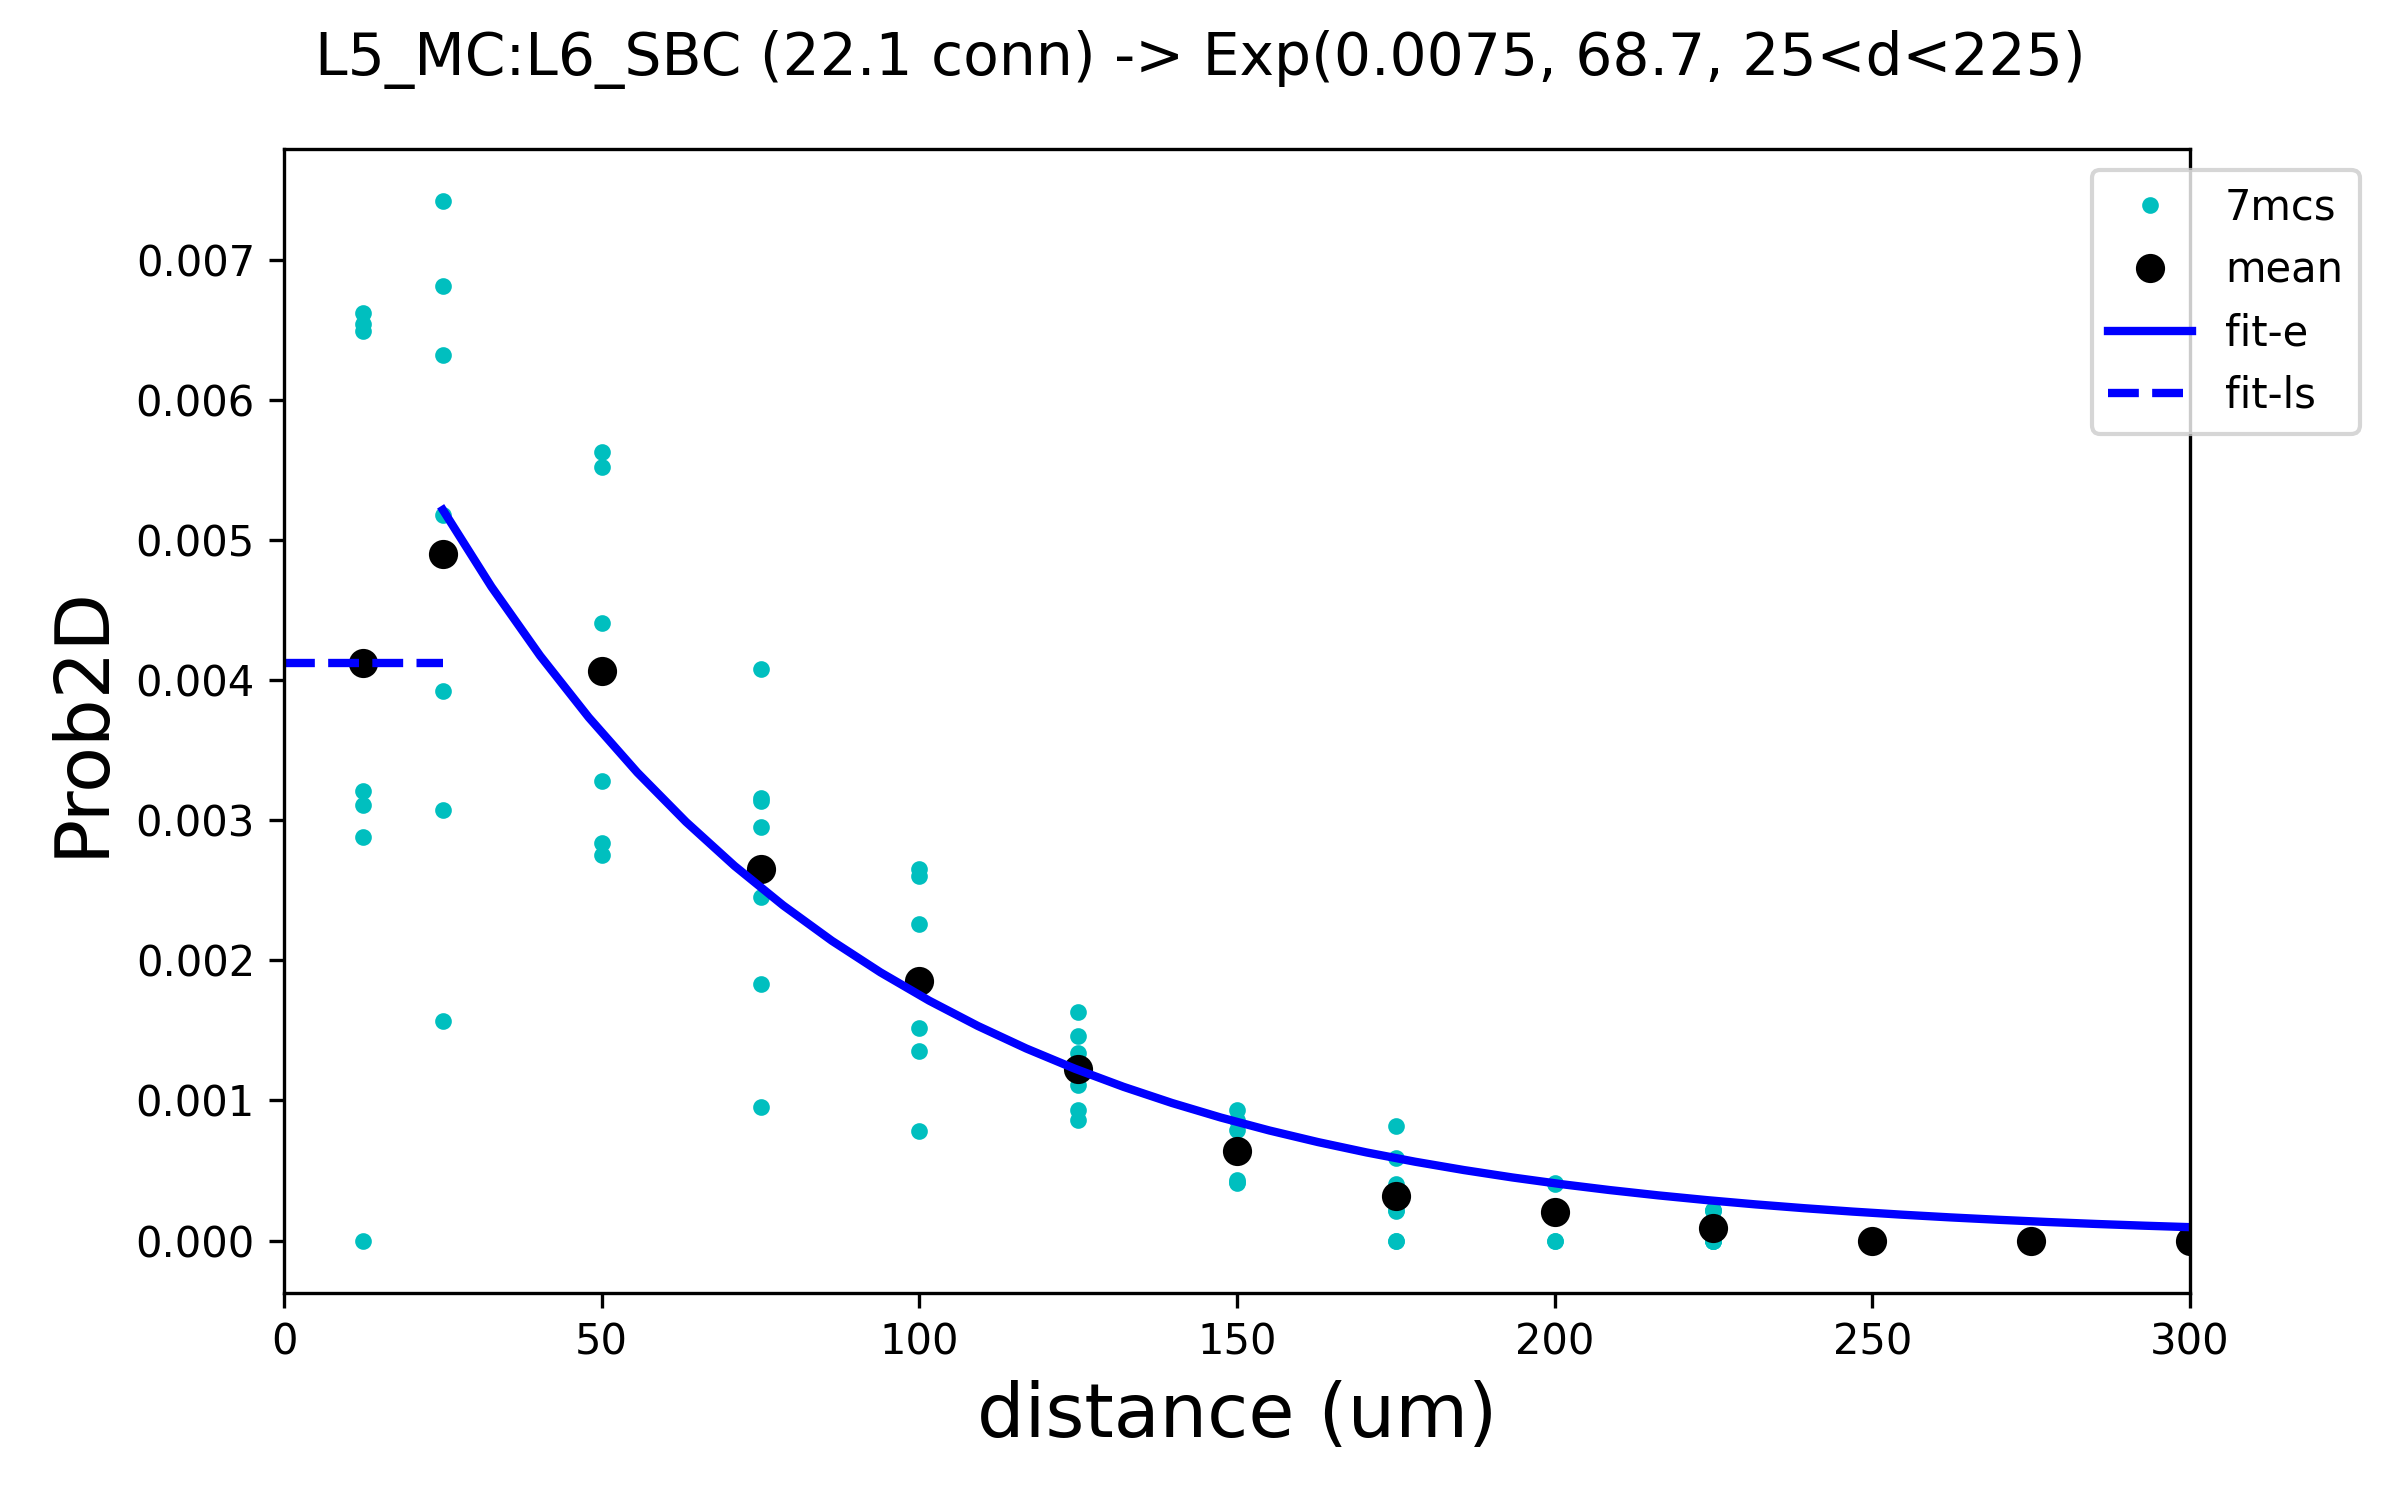 L5_MC:L6_SBC (22.1 conn) -> Exp(0.0075, 68.7, 25<d<225)
7mcs
mean
fit-e
fit-ls
Prob2D
0.007
0.006
0.005
0.004
0.003
0.002
0.001
0.000
0 50 100 150 200 250 300
distance (um)